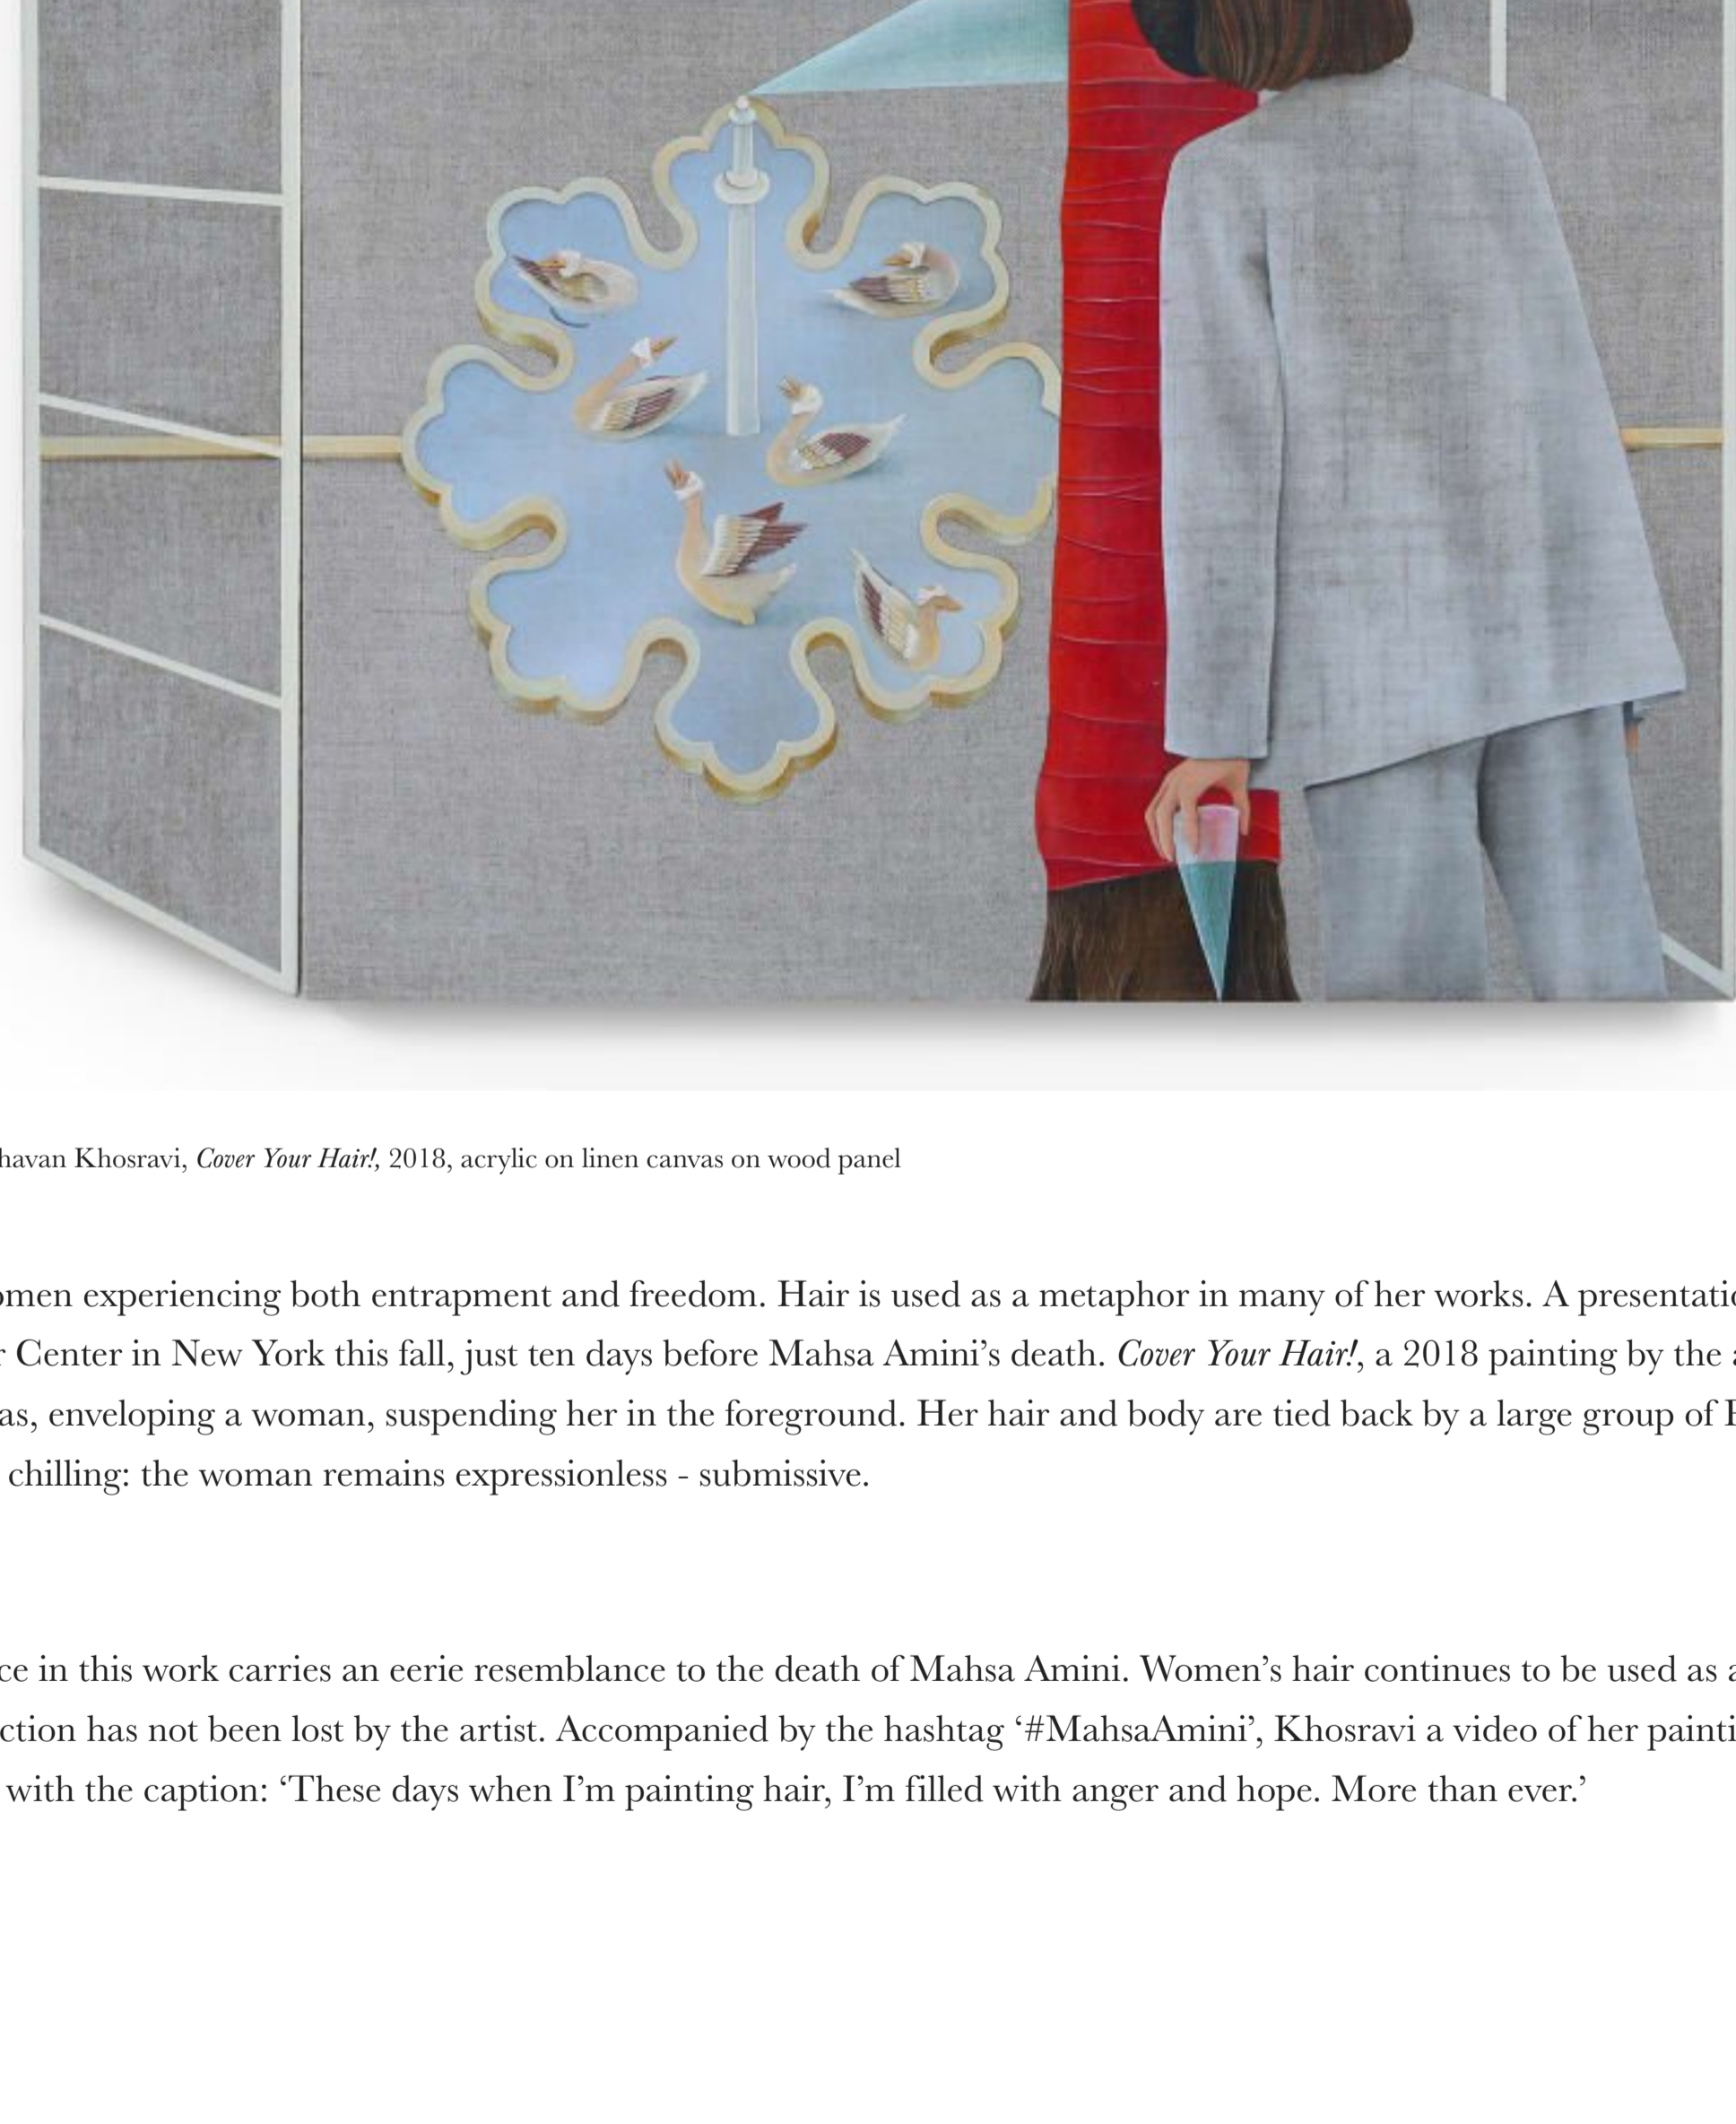 havan Khosravi, Cover Your Hair!, 2018, acrylic on linen canvas on wood panel
omen experiencing both entrapment and freedom. Hair is used as a metaphor in many of her works. A presentatio
r Center in New York this fall, just ten days before Mahsa Amini’s death. Cover Your Hair!, a 2018 painting by the a
as, enveloping a woman, suspending her in the foreground. Her hair and body are tied back by a large group of
chilling: the woman remains expressionless - submissive.
ce in this work carries an eerie resemblance to the death of Mahsa Amini. Women’s hair continues to be used as a
ction has not been lost by the artist. Accompanied by the hashtag ‘#MahsaAmini’, Khosravi a video of her painti
with the caption: ‘These days when I’m painting hair, I’m filled with anger and hope. More than ever.’